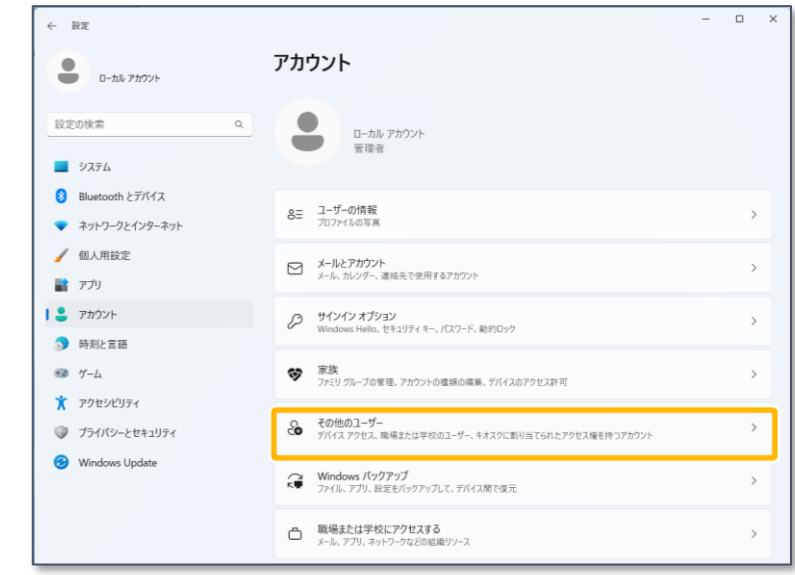 設定
ローカル アカウント
設定の検索
システム
Bluetooth とデバイス
ネットワークとインターネット
個人用設定
アプリ
アカウント
時刻と言語
ゲーム
アクセシビリティ
プライバシーとセキュリティ
Windows Update
アカウント
ローカル アカウント
管理者
ユーザーの情報
プロファイルの写真
メールとアカウント
メール、カレンダー、連絡先で使用するアカウント
サインイン オプション
Windows Hello、セキュリティ キー、パスワード、動的ロック
家族
ファミリ グループの管理、アカウントの種類の編集、デバイスのアクセス許可
その他のユーザー
デバイス アクセス、職場または学校のユーザー、キオスクに割り当てられたアクセス権を持つアカウント
Windows バックアップ
ファイル、アプリ、設定をバックアップして、デバイス間で復元
職場または学校にアクセスする
メール、アプリ、ネットワークなどの組織リソース